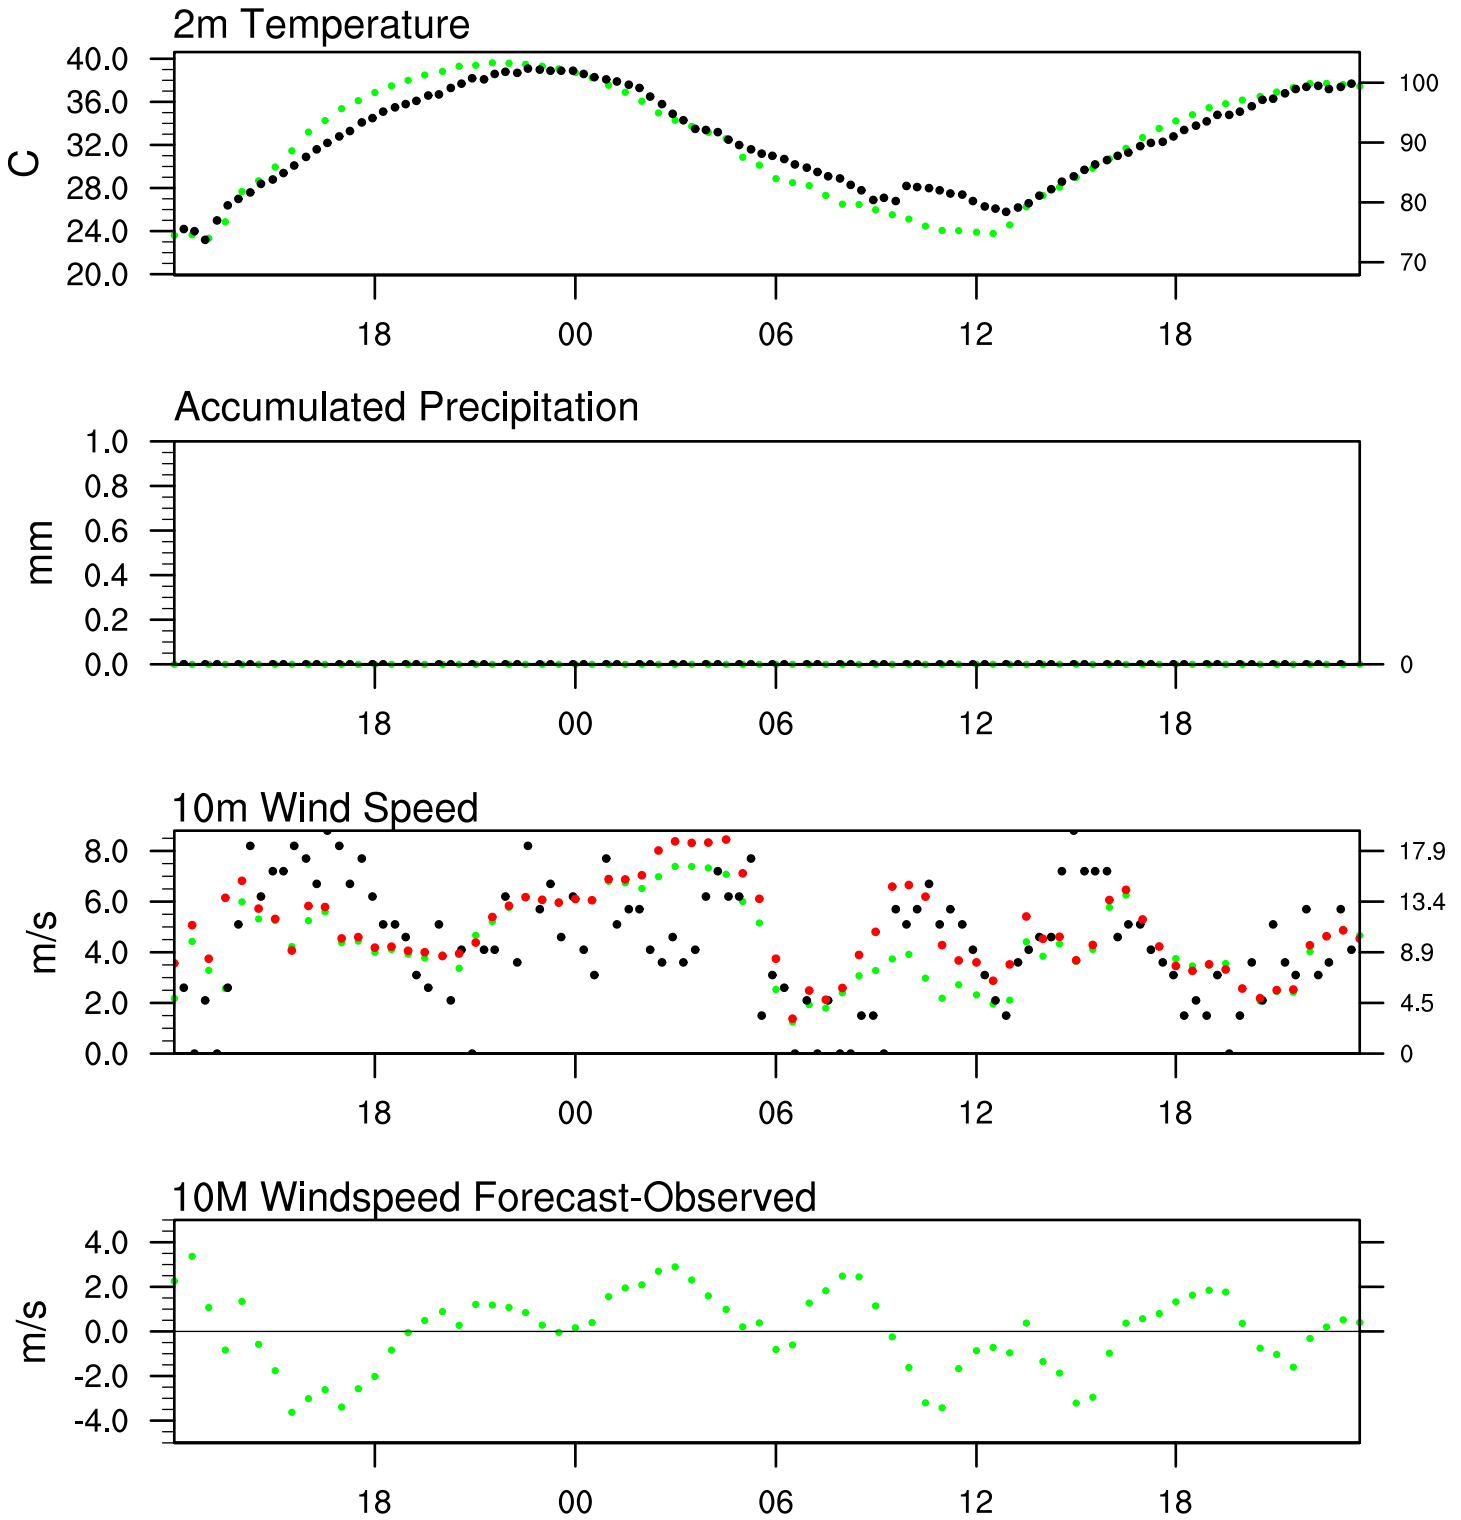 2m Temperature
40.0
36.0
32.0
28.0
24.0
20.0
C
100
90
80
70
18 00 06 12 18
Accumulated Precipitation
1.0
0.8
0.6
0.4
0.2
0.0
mm
0
18 00 06 12 18
10m Wind Speed
8.0
6.0
4.0
2.0
0.0
m/s
17.9
13.4
8.9
4.5
0
18 00 06 12 18
10M Windspeed Forecast-Observed
4.0
2.0
0.0
-2.0
-4.0
m/s
18 00 06 12 18